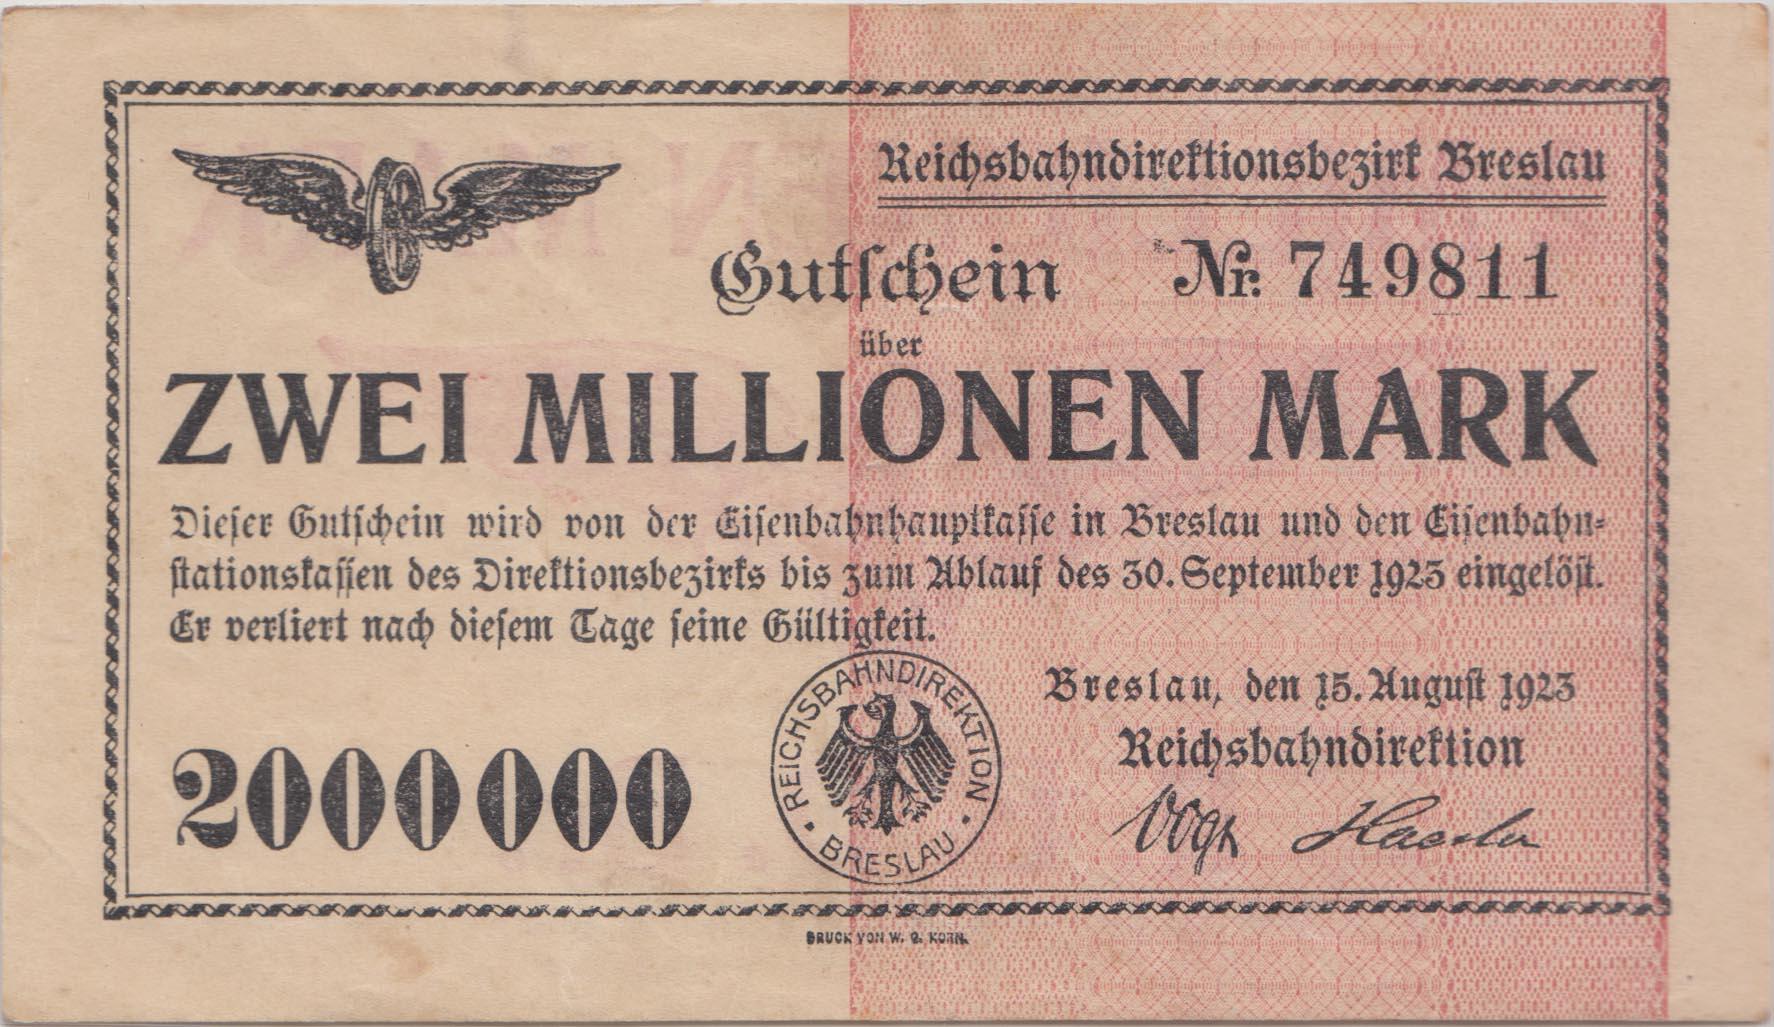 Reichsbahndirektionsbezirk Breslau
Gutschein Nr. 749811
über
ZWEI MILLIONEN MARK
Dieser Gutschein wird von der Eisenbahnhauptkasse in Breslau und den Eisenbahn-
stationskassen des Direktionsbezirks bis zum Ablauf des 30. September 1923 eingelöst.
Er verliert nach diesem Tage seine Gültigkeit.
Breslau, den 15. August 1923
Reichsbahndirektion
2000000
REICHSBAHNDIREKTION
BRESLAU
Vogt
DRUCK VON W. G. KORN.